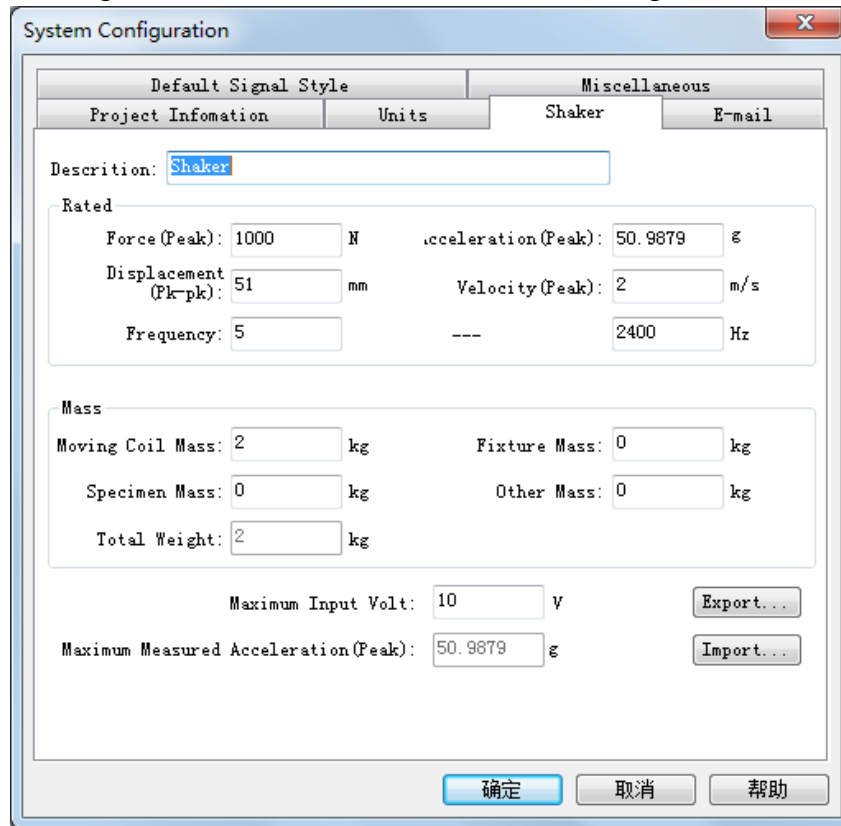 System Configuration
Default Signal Style Miscellaneous
Project Infomation Units Shaker E-mail
Descrition: Shaker
Rated
Force(Peak): 1000 N cceleration(Peak): 50.9879 g
Displacement
(Pk-pk): 51 mm Velocity(Peak): 2 m/s
Frequency: 5 --- 2400 Hz
Mass
Moving Coil Mass: 2 kg Fixture Mass: 0 kg
Specimen Mass: 0 kg Other Mass: 0 kg
Total Weight: 2 kg
Maximum Input Volt: 10 V Export...
Maximum Measured Acceleration(Peak): 50.9879 g Import...
确定 取消 帮助